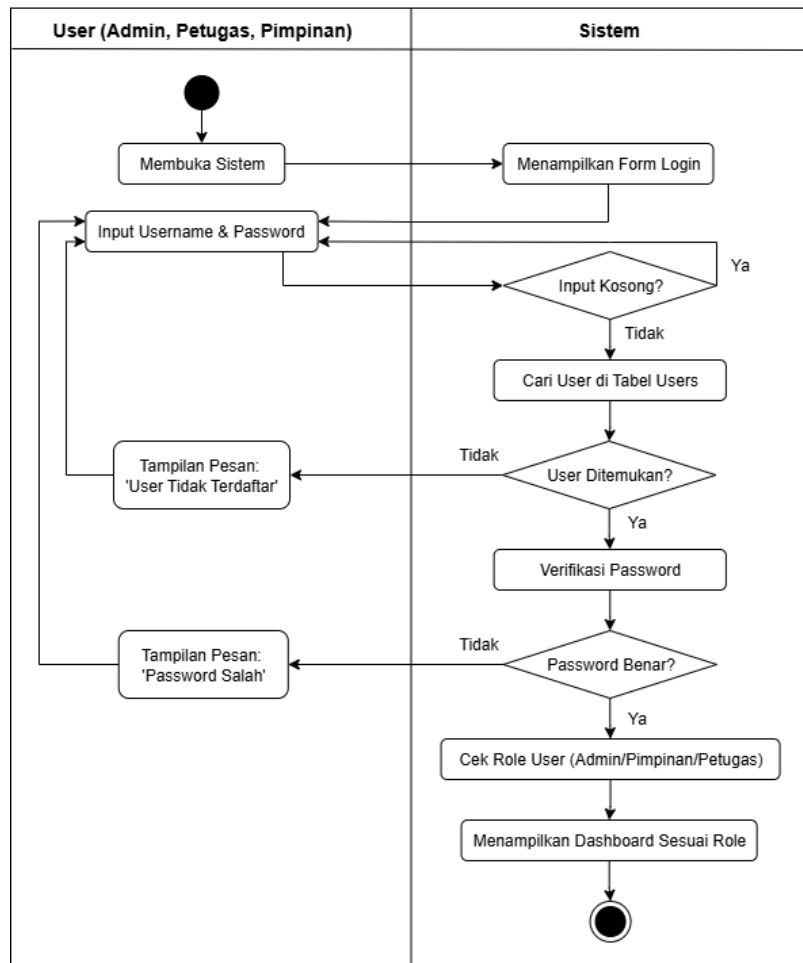 User (Admin, Petugas, Pimpinan)
Sistem
Membuka Sistem
Menampilkan Form Login
Input Username & Password
Input Kosong?
Ya
Tidak
Cari User di Tabel Users
User Ditemukan?
Tidak
Tampilan Pesan:
'User Tidak Terdaftar'
Ya
Verifikasi Password
Password Benar?
Tidak
Tampilan Pesan:
'Password Salah'
Ya
Cek Role User (Admin/Pimpinan/Petugas)
Menampilkan Dashboard Sesuai Role